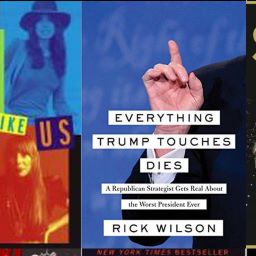 IKE US
EVERYTHING
TRUMP TOUCHES
DIES
A Republican Strategist Gets Real About
the Worst President Ever
RICK WILSON
NEW YORK TIMES BESTSELLER